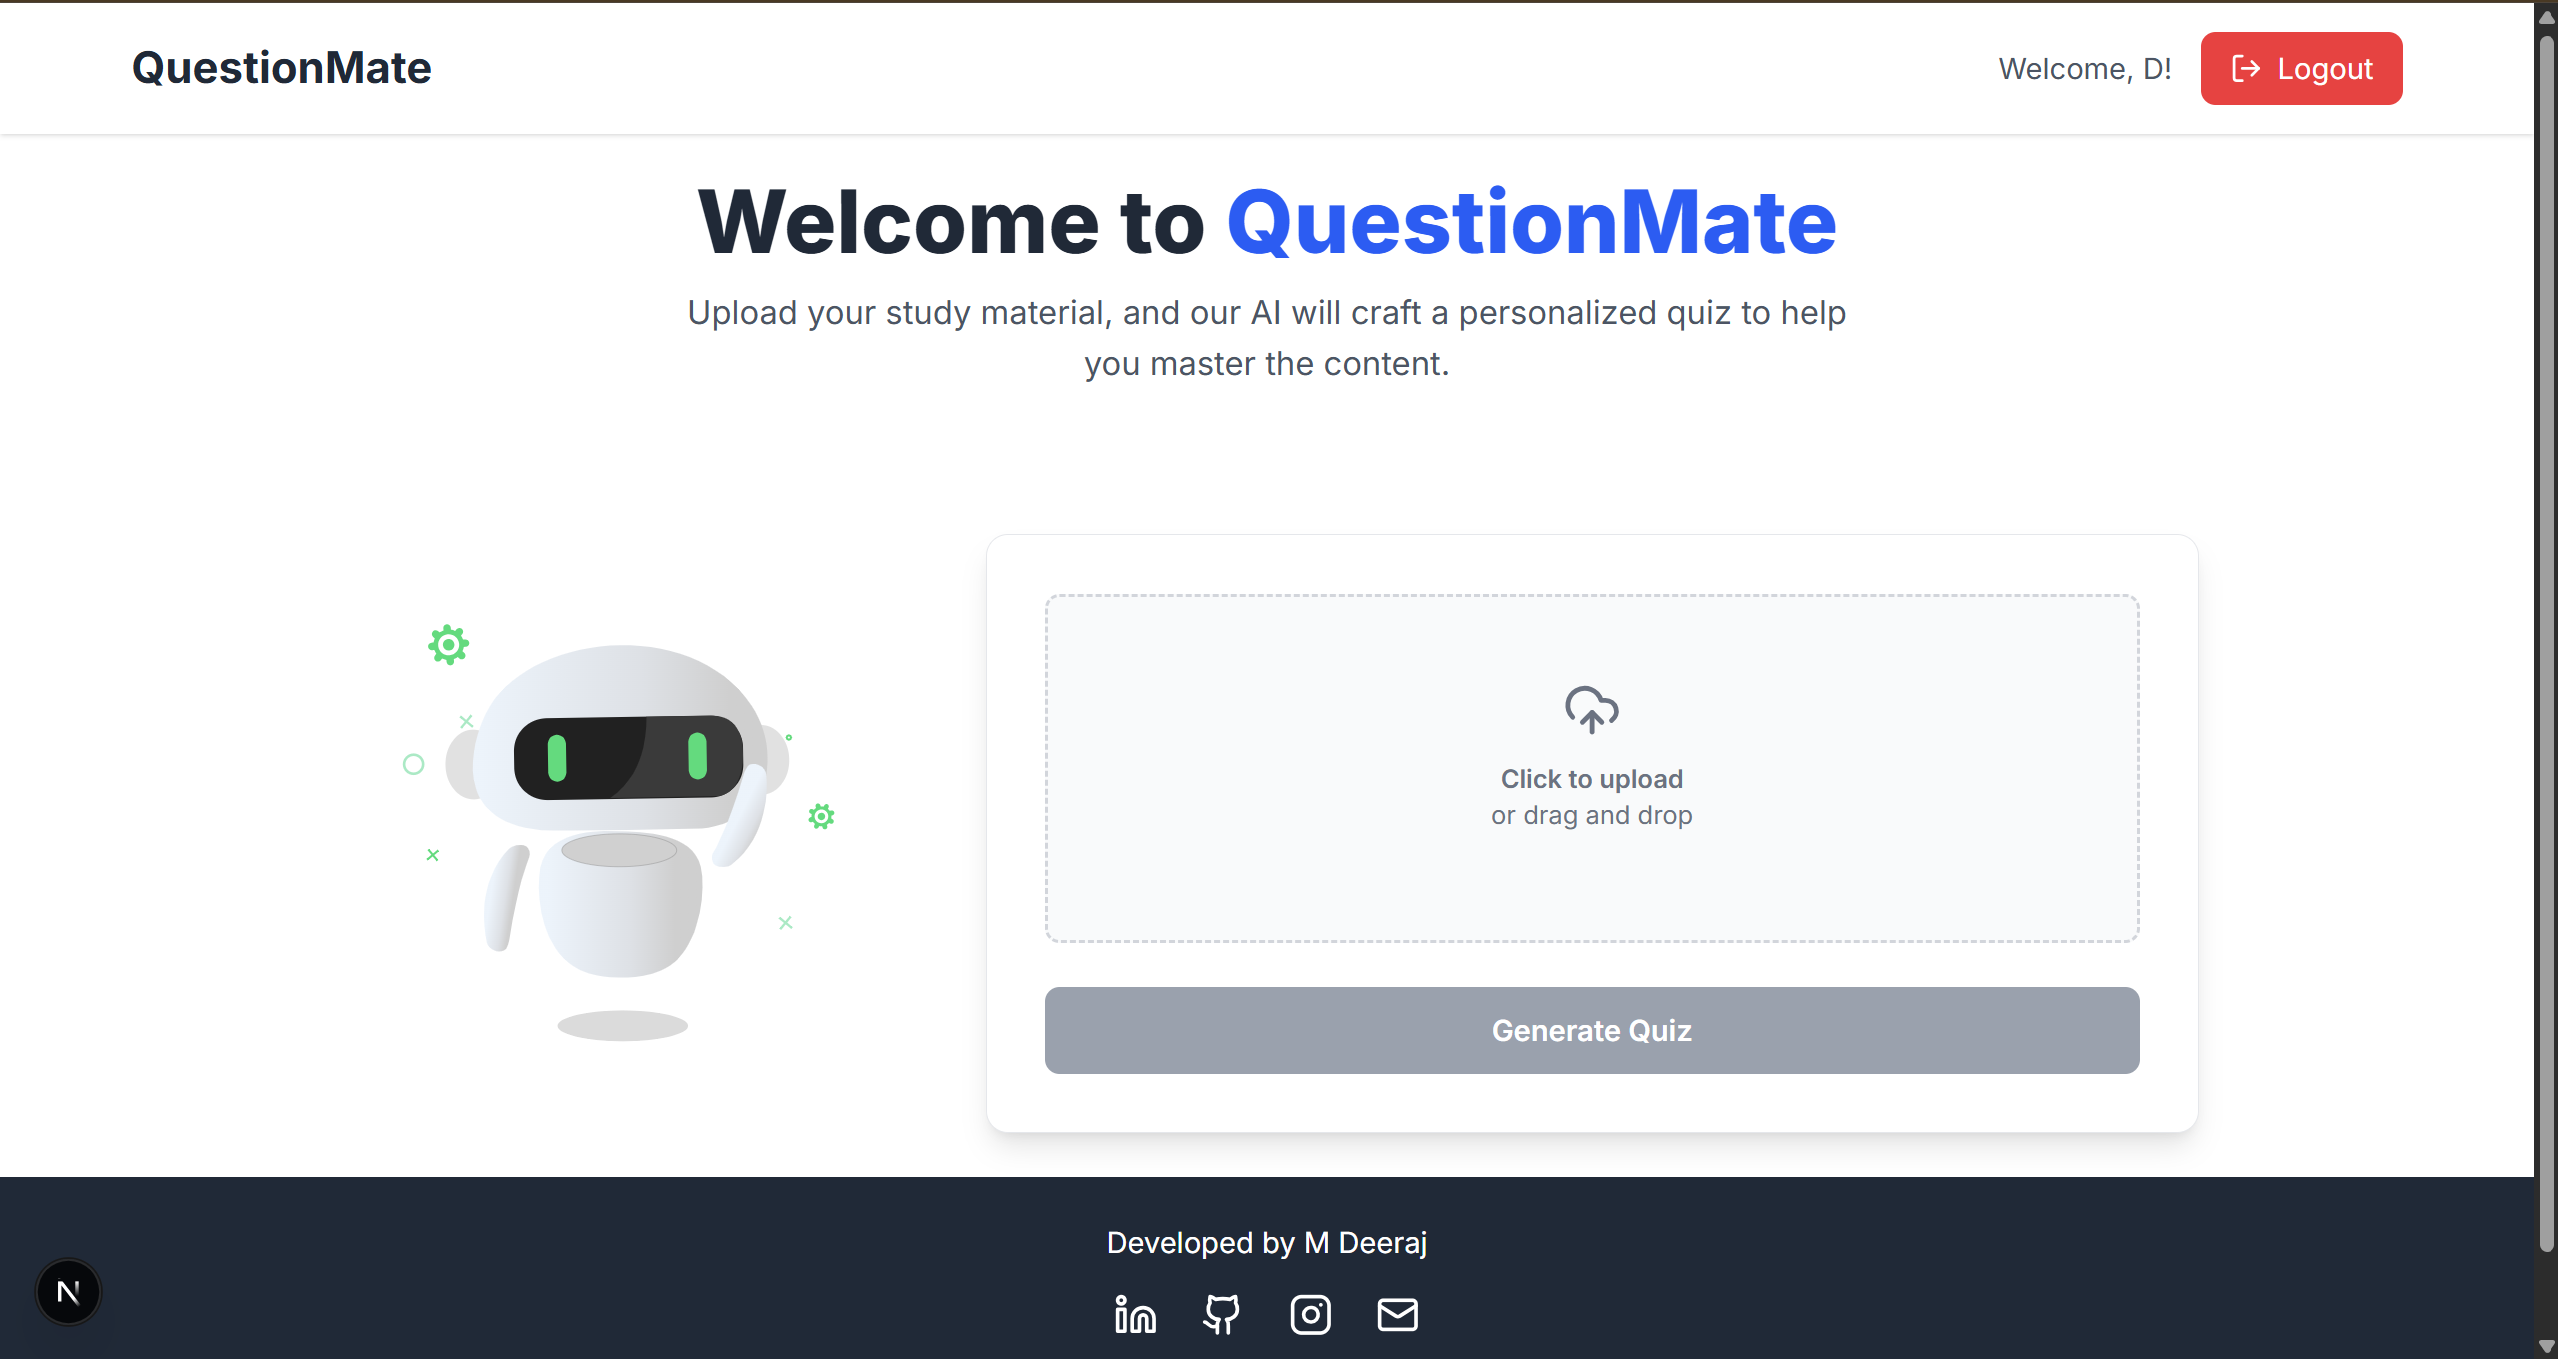 QuestionMate
Welcome, D!
Logout
Welcome to QuestionMate
Upload your study material, and our AI will craft a personalized quiz to help
you master the content.
Click to upload
or drag and drop
Generate Quiz
Developed by M Deeraj
N